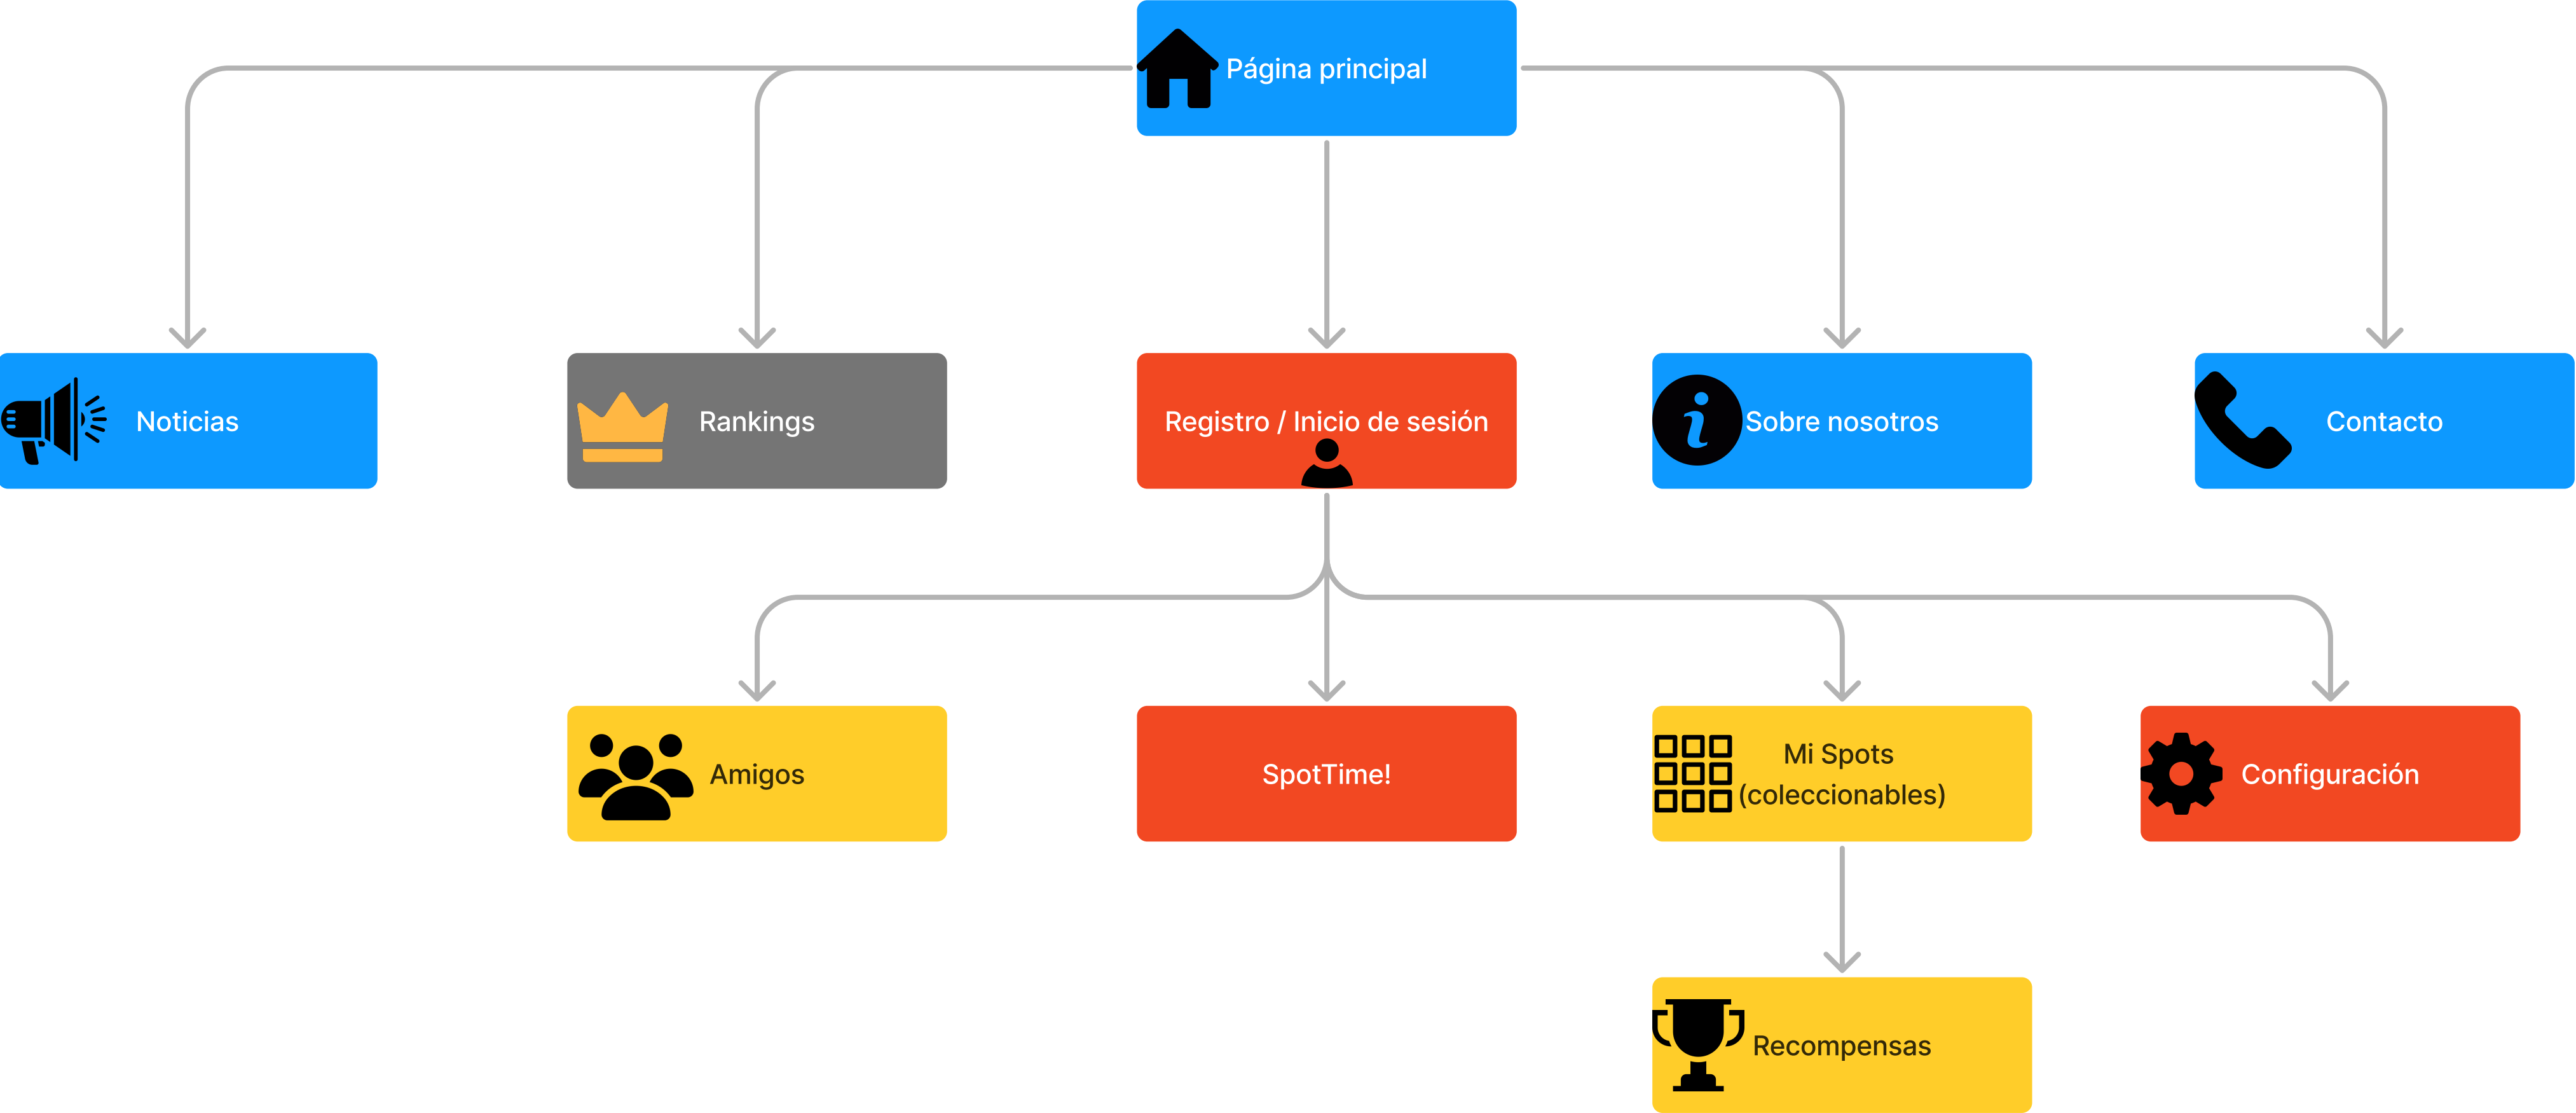 Página principal
Noticias
Rankings
Registro / Inicio de sesión
Sobre nosotros
Contacto
Amigos
SpotTime!
Mi Spots
(coleccionables)
Configuración
Recompensas